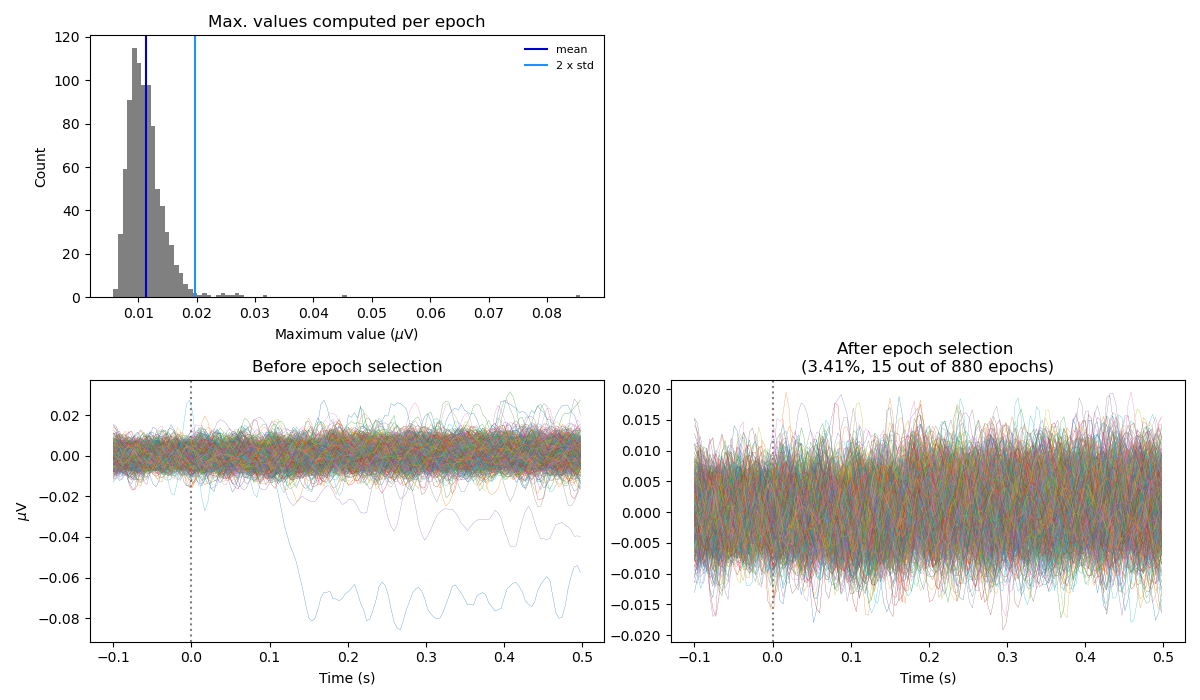 Max. values computed per epoch
120
100
80
60
40
20
0
Count
mean
2 x std
0.01 0.02 0.03 0.04 0.05 0.06 0.07 0.08
Maximum value (μV)
Before epoch selection
0.02
0.00
−0.02
−0.04
−0.06
−0.08
μV
−0.1 0.0 0.1 0.2 0.3 0.4 0.5
Time (s)
After epoch selection
(3.41%, 15 out of 880 epochs)
0.020
0.015
0.010
0.005
0.000
−0.005
−0.010
−0.015
−0.020
−0.1 0.0 0.1 0.2 0.3 0.4 0.5
Time (s)